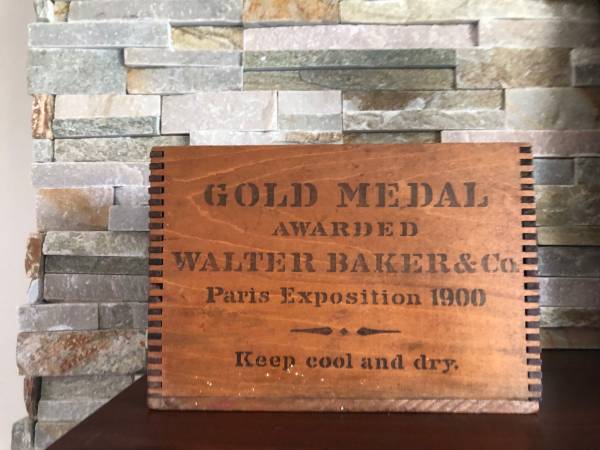 GOLD MEDAL
AWARDED
WALTER BAKER & Co.
Paris Exposition 1900
Keep cool and dry.